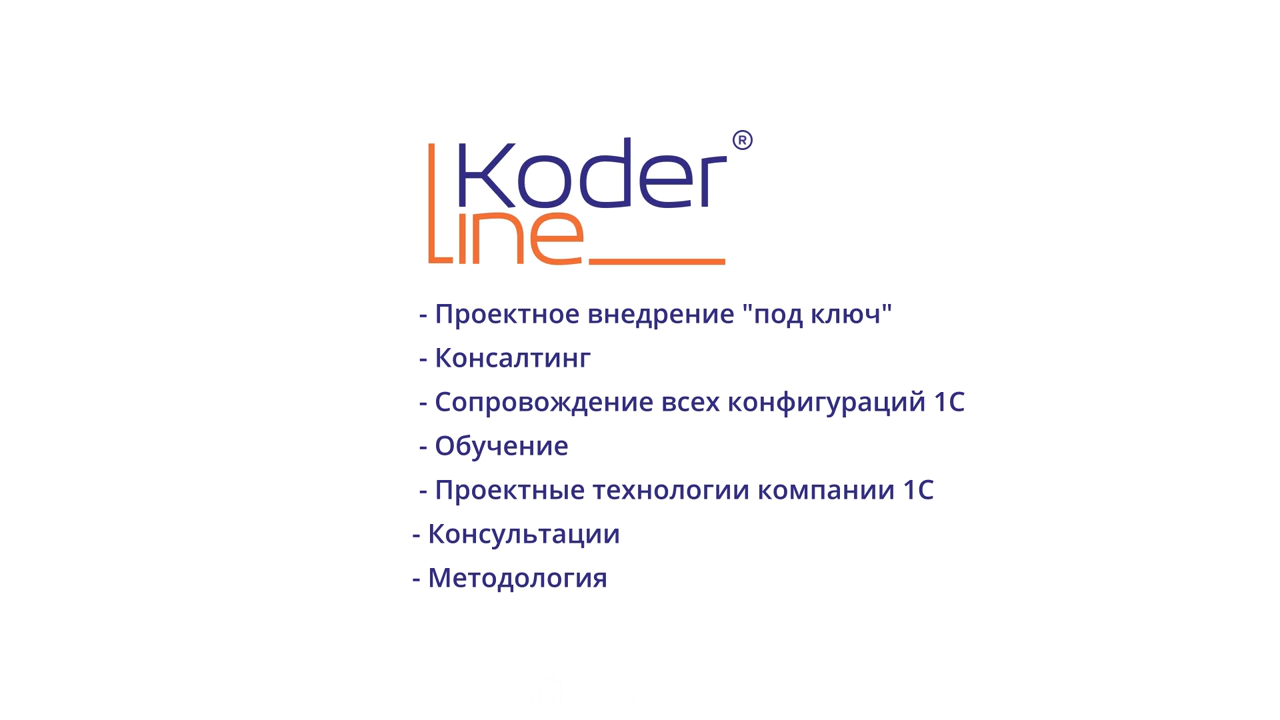 Koder®
Line
- Проектное внедрение "под ключ"
- Консалтинг
- Сопровождение всех конфигураций 1С
- Обучение
- Проектные технологии компании 1С
- Консультации
- Методология